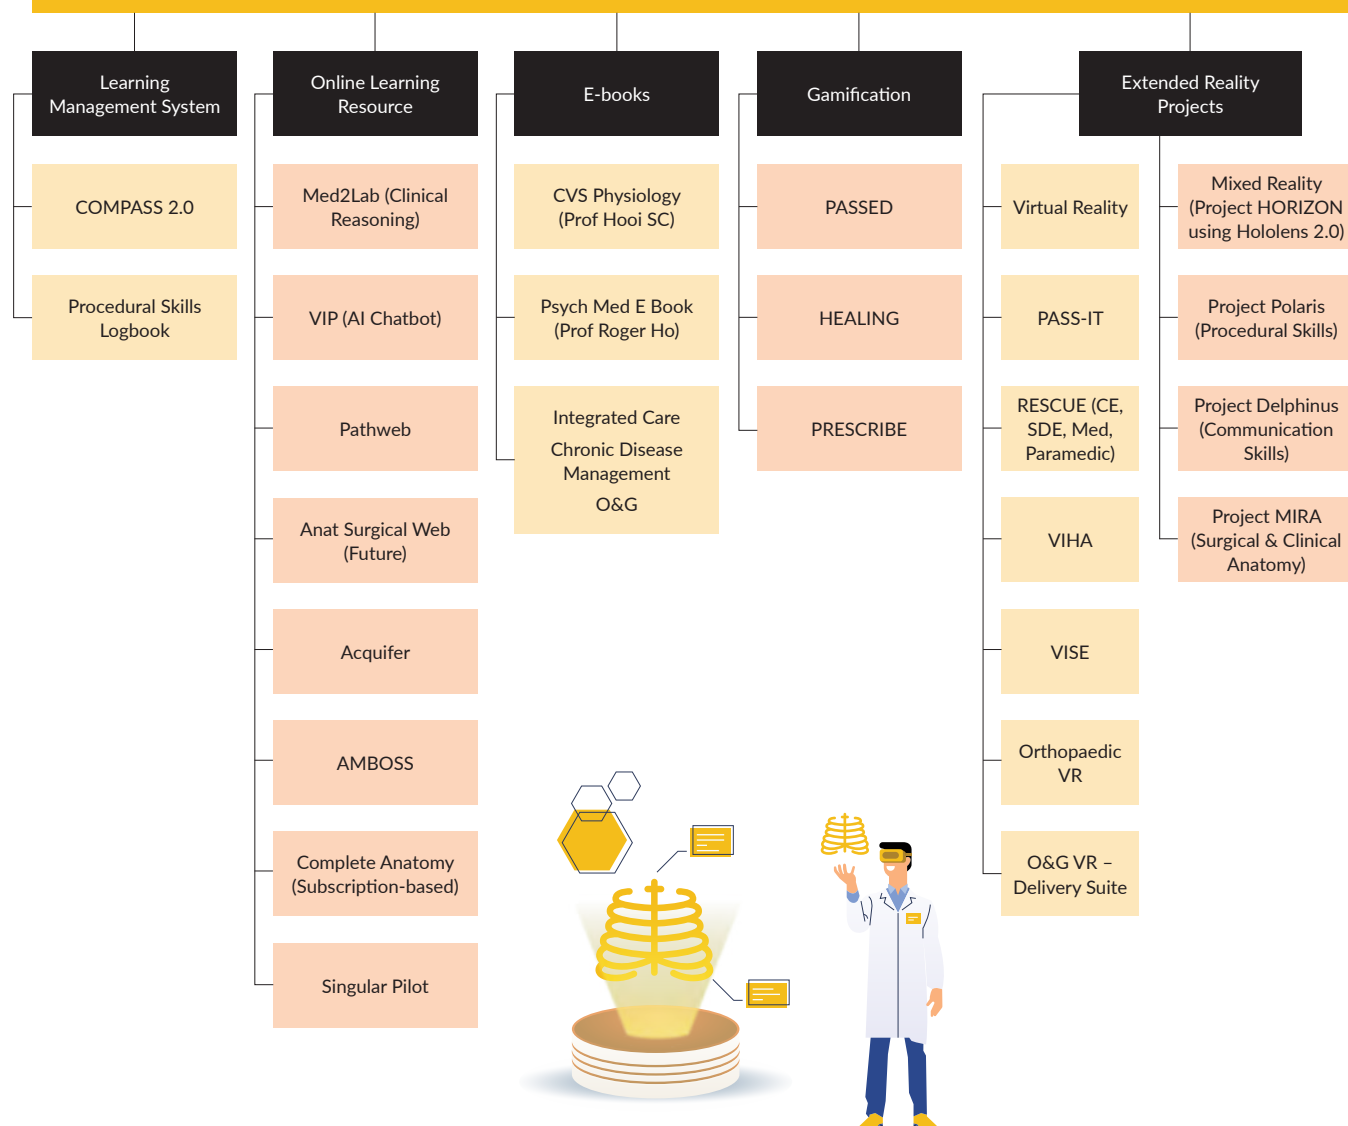 Learning
Management System
COMPASS 2.0
Procedural Skills
Logbook
Online Learning
Resource
Med2Lab (Clinical
Reasoning)
VIP (AI Chatbot)
Pathweb
Anat Surgical Web
(Future)
Acquifer
AMBOSS
Complete Anatomy
(Subscription-based)
Singular Pilot
E-books
CVS Physiology
(Prof Hooi SC)
Psych Med E Book
(Prof Roger Ho)
Integrated Care
Chronic Disease
Management
O&G
Gamification
PASSED
HEALING
PRESCRIBE
Extended Reality
Projects
Virtual Reality
PASS-IT
RESCUE (CE,
SDE, Med,
Paramedic)
VIHA
VISE
Orthopaedic
VR
O&G VR –
Delivery Suite
Mixed Reality
(Project HORIZON
using Hololens 2.0)
Project Polaris
(Procedural Skills)
Project Delphinus
(Communication
Skills)
Project MIRA
(Surgical & Clinical
Anatomy)